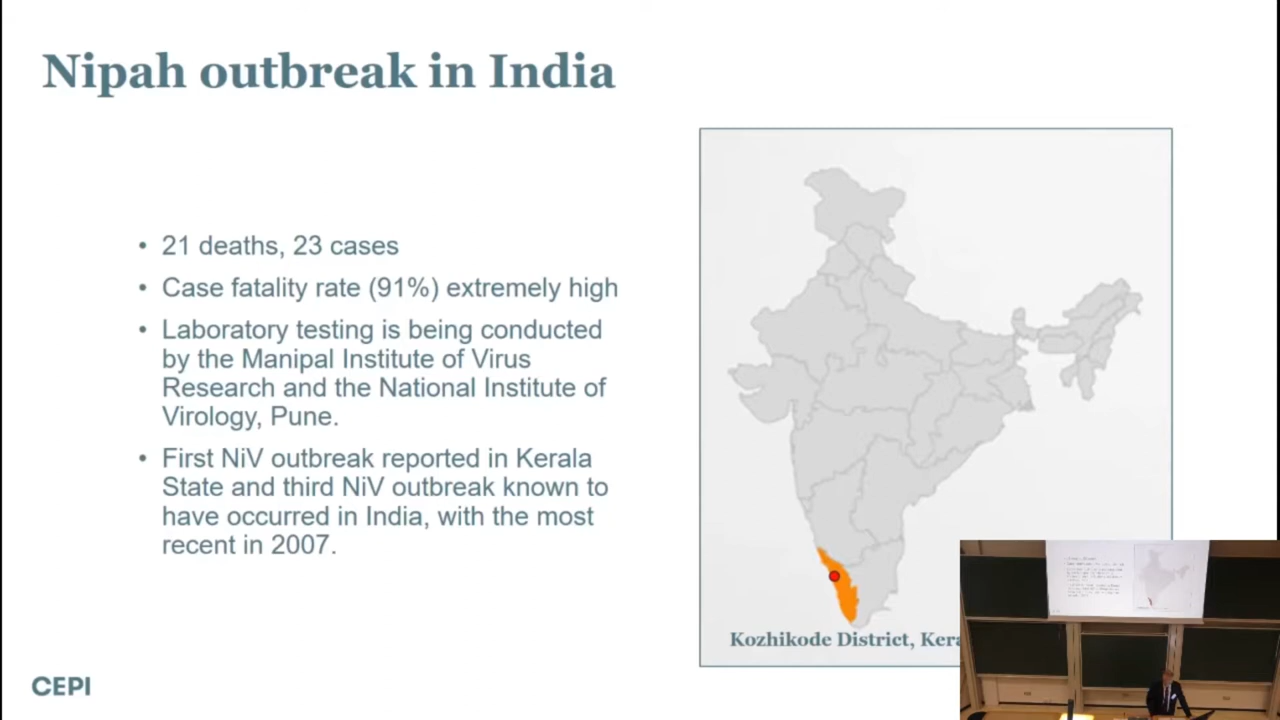 Nipah outbreak in India
• 21 deaths, 23 cases
• Case fatality rate (91%) extremely high
• Laboratory testing is being conducted
by the Manipal Institute of Virus
Research and the National Institute of
Virology, Pune.
• First NiV outbreak reported in Kerala
State and third NiV outbreak known to
have occurred in India, with the most
recent in 2007.
Kozhikode District, Kera
CEPI